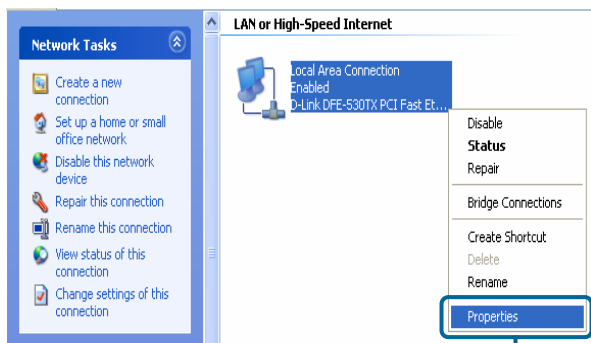 LAN or High-Speed Internet
Network Tasks
Create a new
connection
Set up a home or small
office network
Disable this network
device
Repair this connection
Rename this connection
View status of this
connection
Change settings of this
connection
Local Area Connection
Enabled
D-Link DFE-530TX PCI Fast Et...
Disable
Status
Repair
Bridge Connections
Create Shortcut
Delete
Rename
Properties